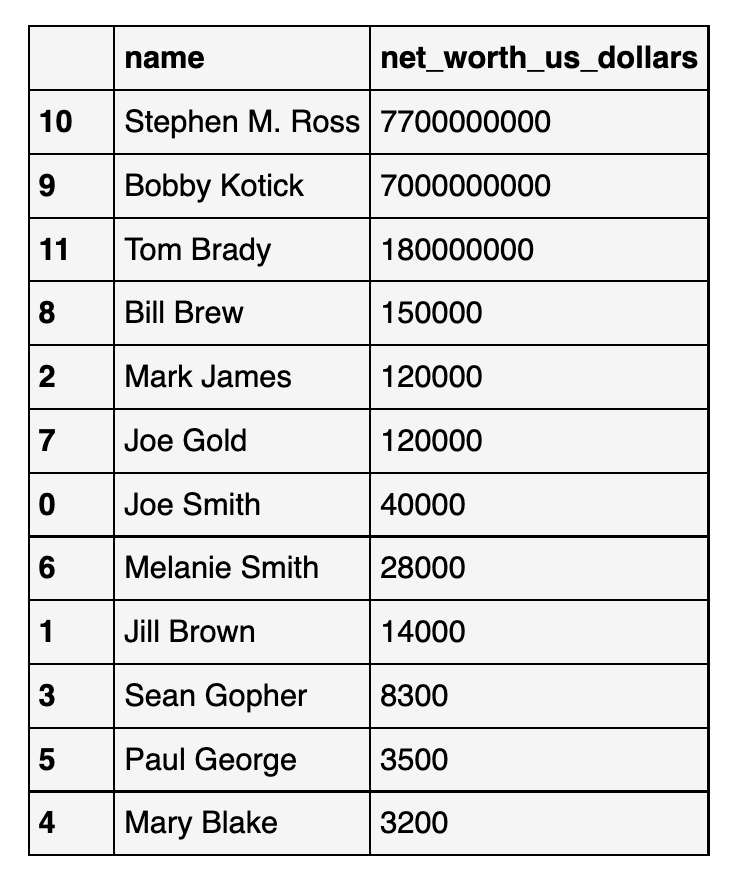 name net_worth_us_dollars
10 Stephen M. Ross 7700000000
9 Bobby Kotick 7000000000
11 Tom Brady 180000000
8 Bill Brew 150000
2 Mark James 120000
7 Joe Gold 120000
0 Joe Smith 40000
6 Melanie Smith 28000
1 Jill Brown 14000
3 Sean Gopher 8300
5 Paul George 3500
4 Mary Blake 3200